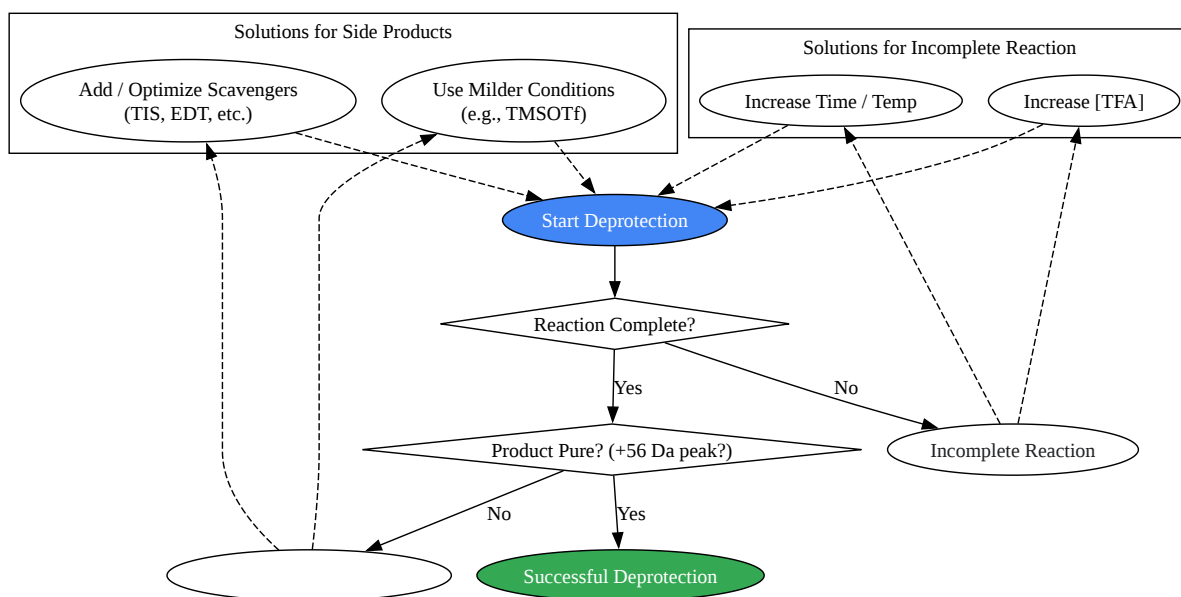 Solutions for Side Products
Solutions for Incomplete Reaction
Add / Optimize Scavengers
(TIS, EDT, etc.)
Use Milder Conditions
(e.g., TMSOTf)
Increase Time / Temp
Increase [TFA]
Start Deprotection
Reaction Complete?
Yes
No
Product Pure? (+56 Da peak?)
Incomplete Reaction
No
Yes
Successful Deprotection